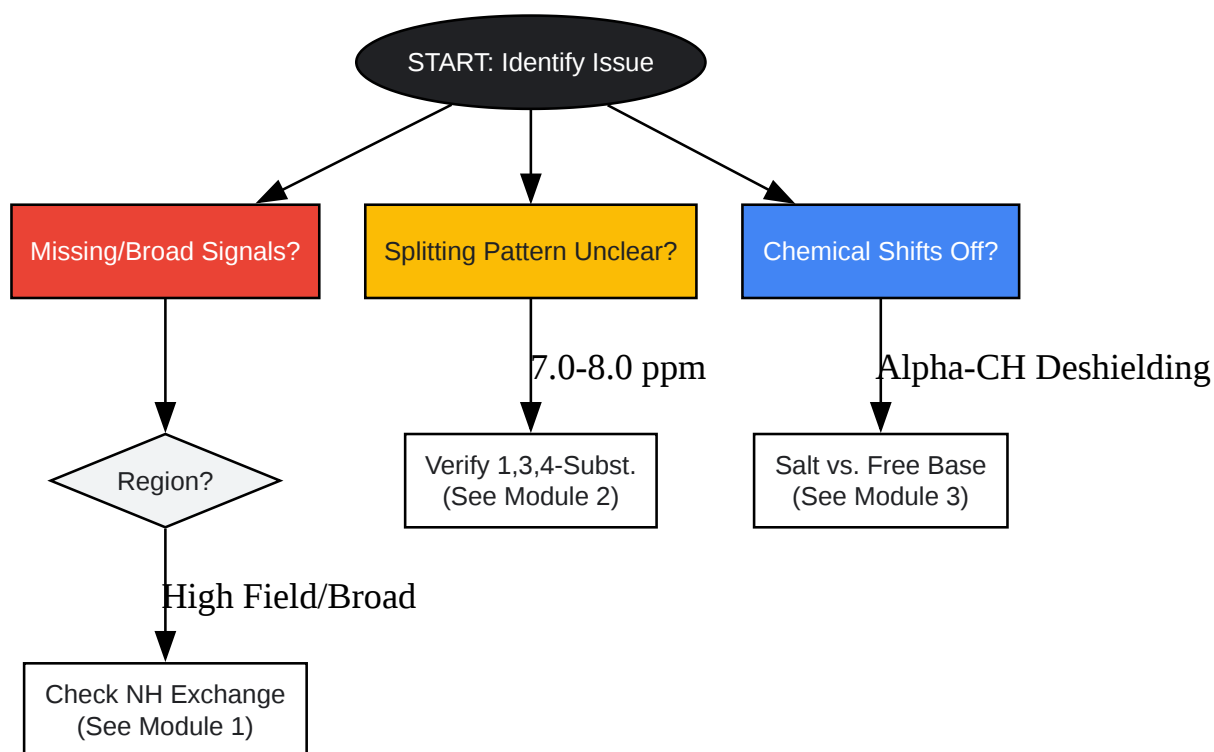 START: Identify Issue
Missing/Broad Signals?
Splitting Pattern Unclear?
Chemical Shifts Off?
7.0-8.0 ppm
Alpha-CH Deshielding
Region?
Verify 1,3,4-Subst.
(See Module 2)
Salt vs. Free Base
(See Module 3)
High Field/Broad
Check NH Exchange
(See Module 1)